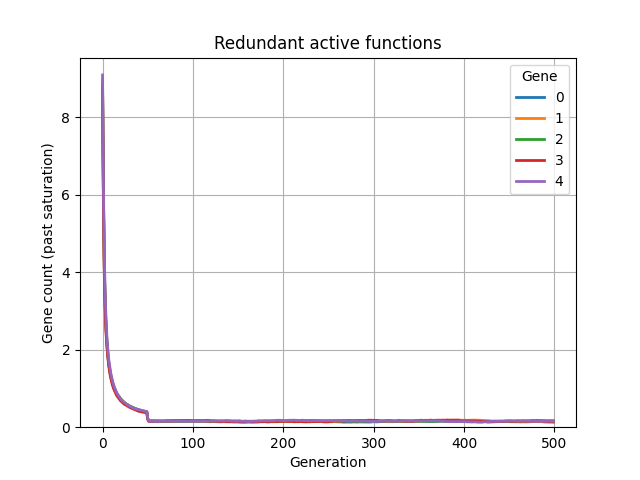 Redundant active functions
Gene count (past saturation)
8
6
4
2
0
0 100 200 300 400 500
Generation
Gene
0
1
2
3
4